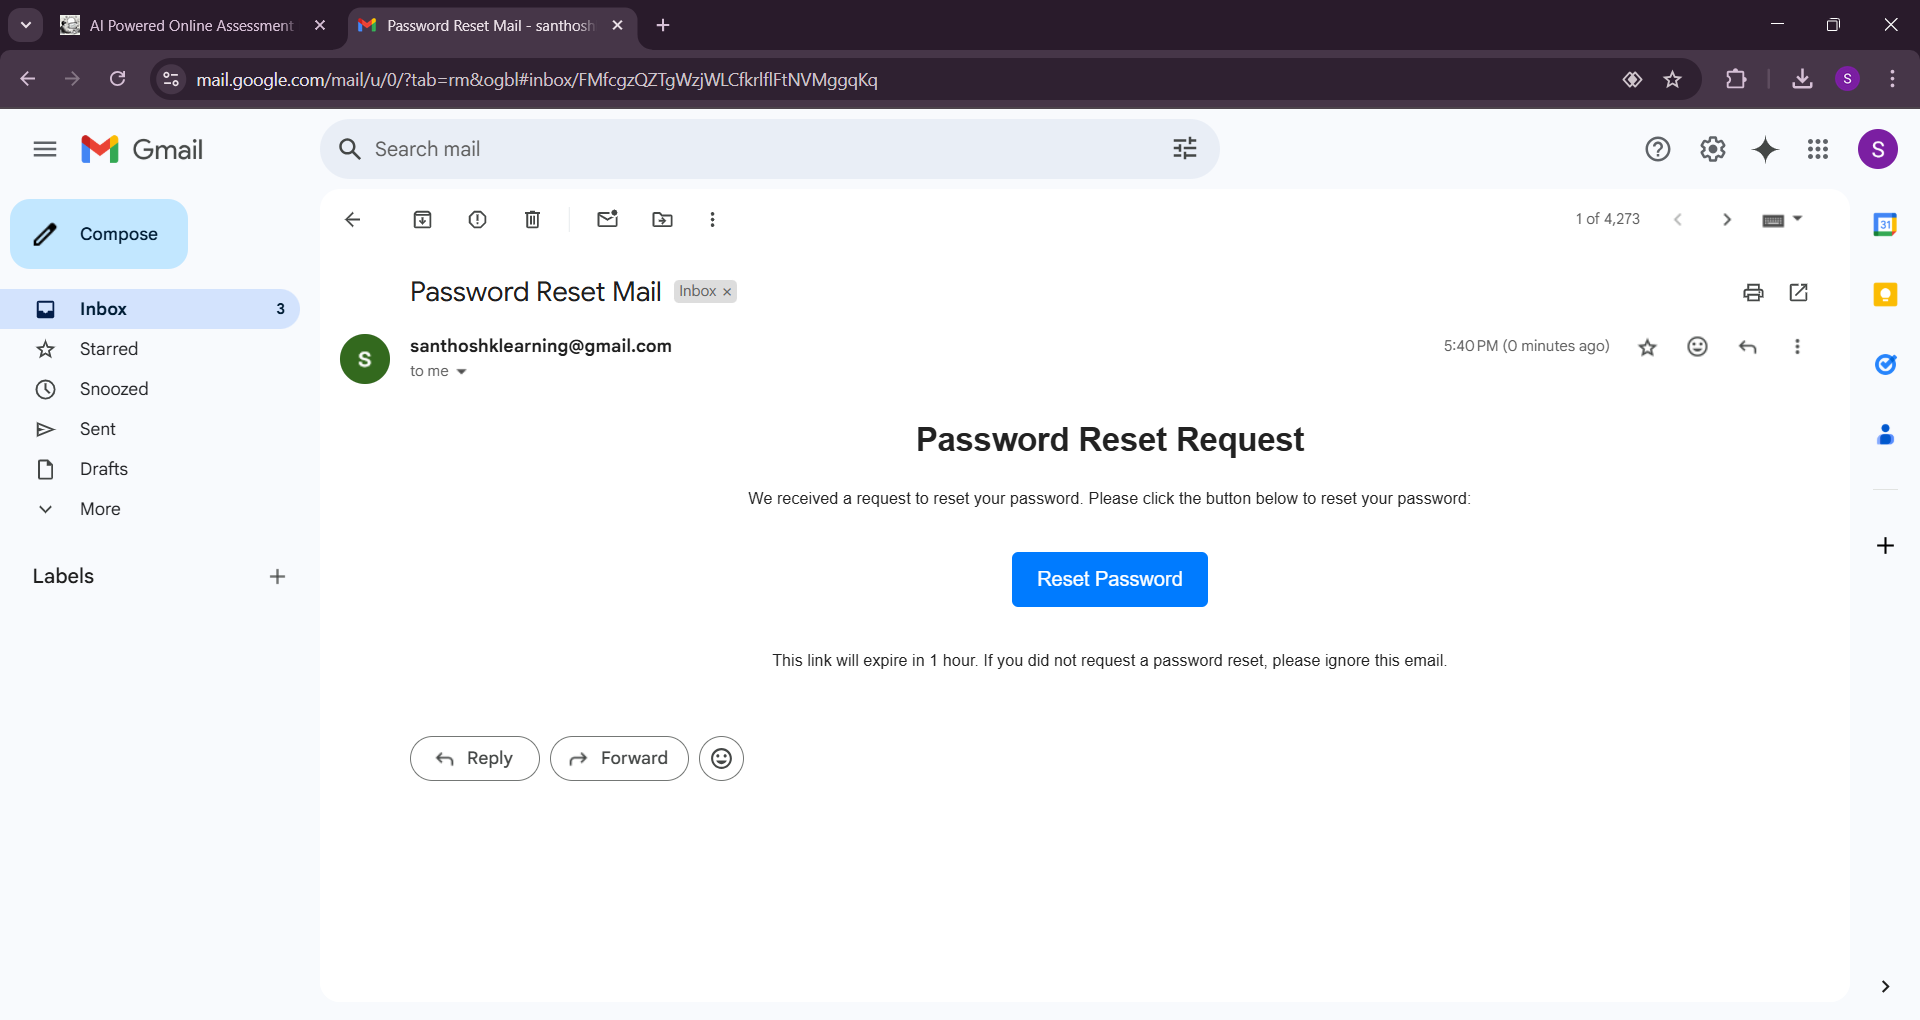 AI Powered Online Assessment
Password Reset Mail - santhosh
mail.google.com/mail/u/0/?tab=rm&ogbl#inbox/FMfcgzQZTgWzjWLCfkrlflFtNVMggqKq
S
Gmail
Search mail
S
Compose
1 of 4,273
31
Inbox 3
Starred
Snoozed
Sent
Drafts
More
Labels
Password Reset Mail Inbox ×
S
santhoshklearning@gmail.com
5:40 PM (0 minutes ago)
to me
Password Reset Request
We received a request to reset your password. Please click the button below to reset your password:
Reset Password
This link will expire in 1 hour. If you did not request a password reset, please ignore this email.
Reply
Forward